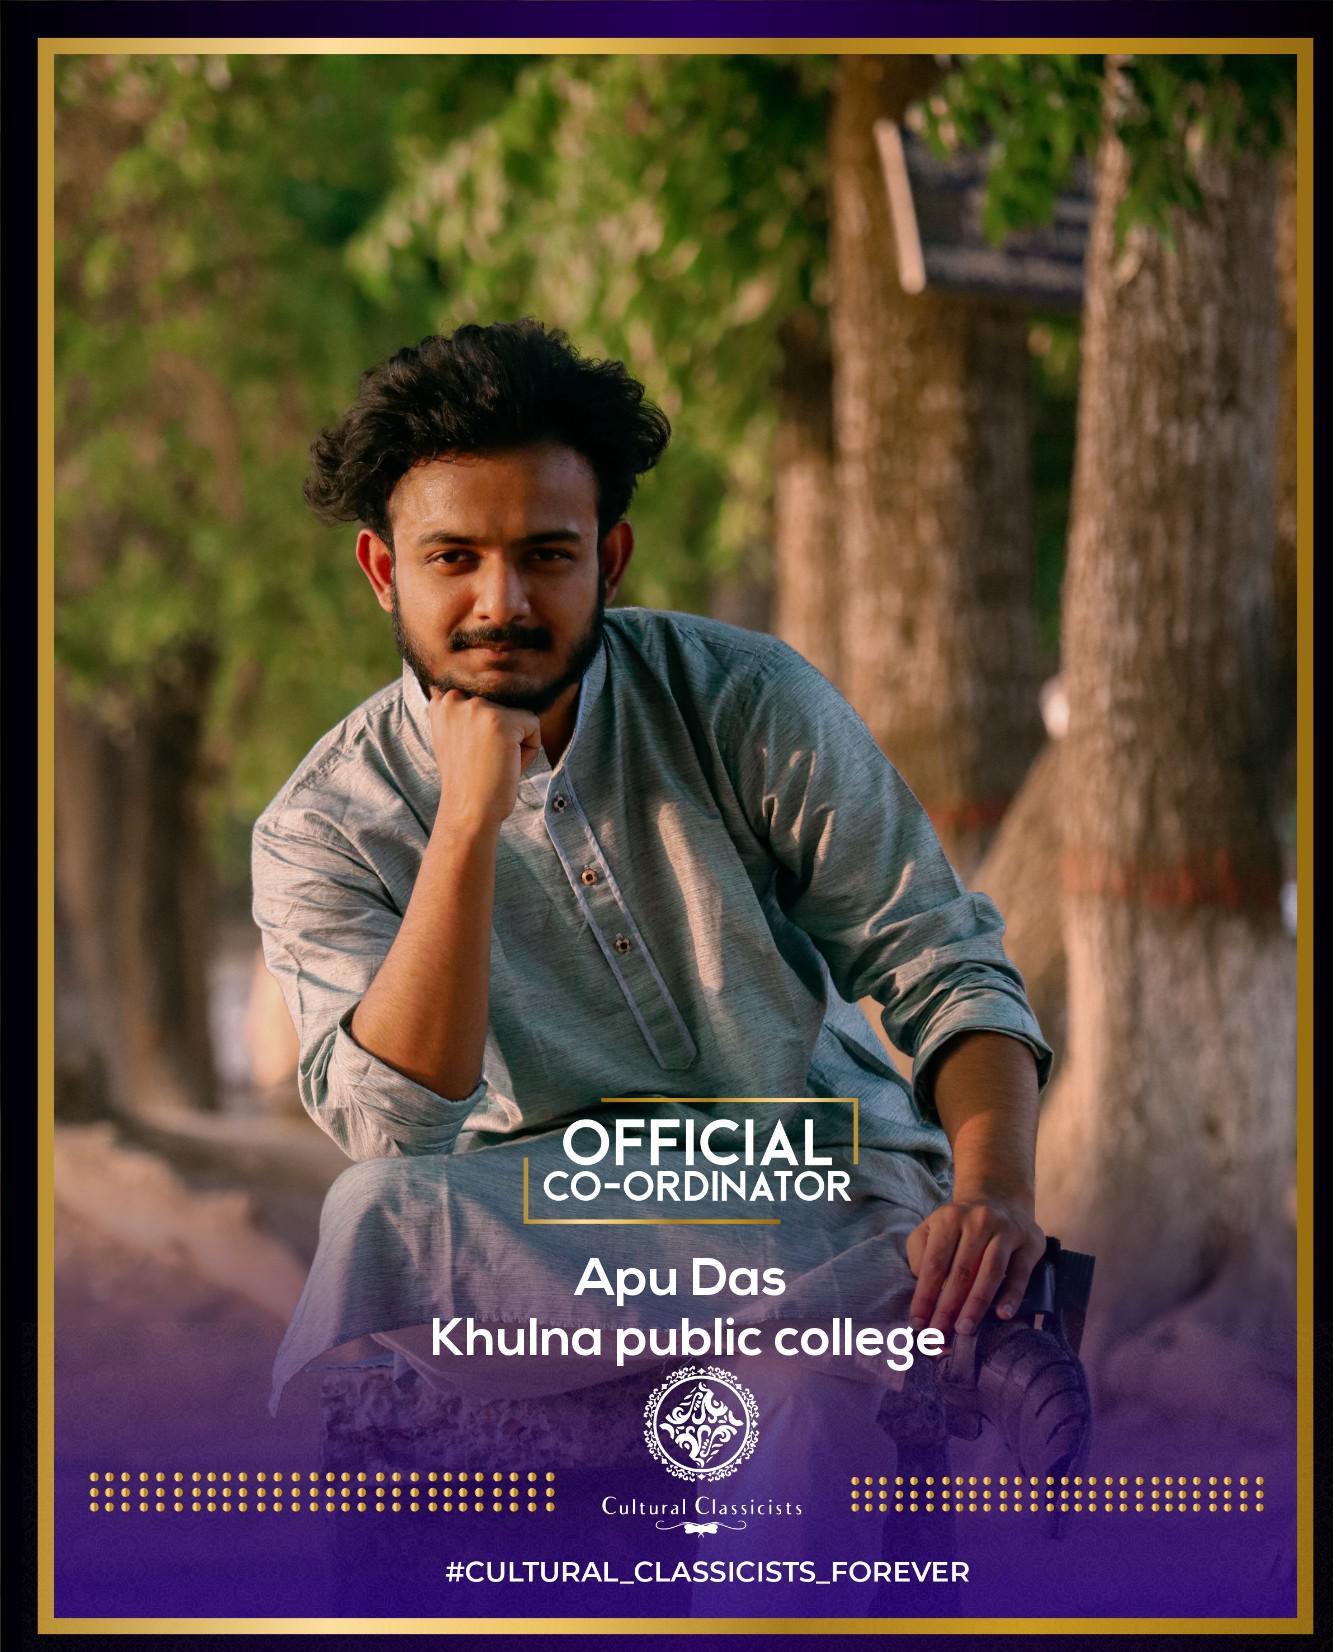 OFFICIAL
CO-ORDINATOR
Apu Das
Khulna public college
Cultural Classicists
#CULTURAL_CLASSICISTS_FOREVER